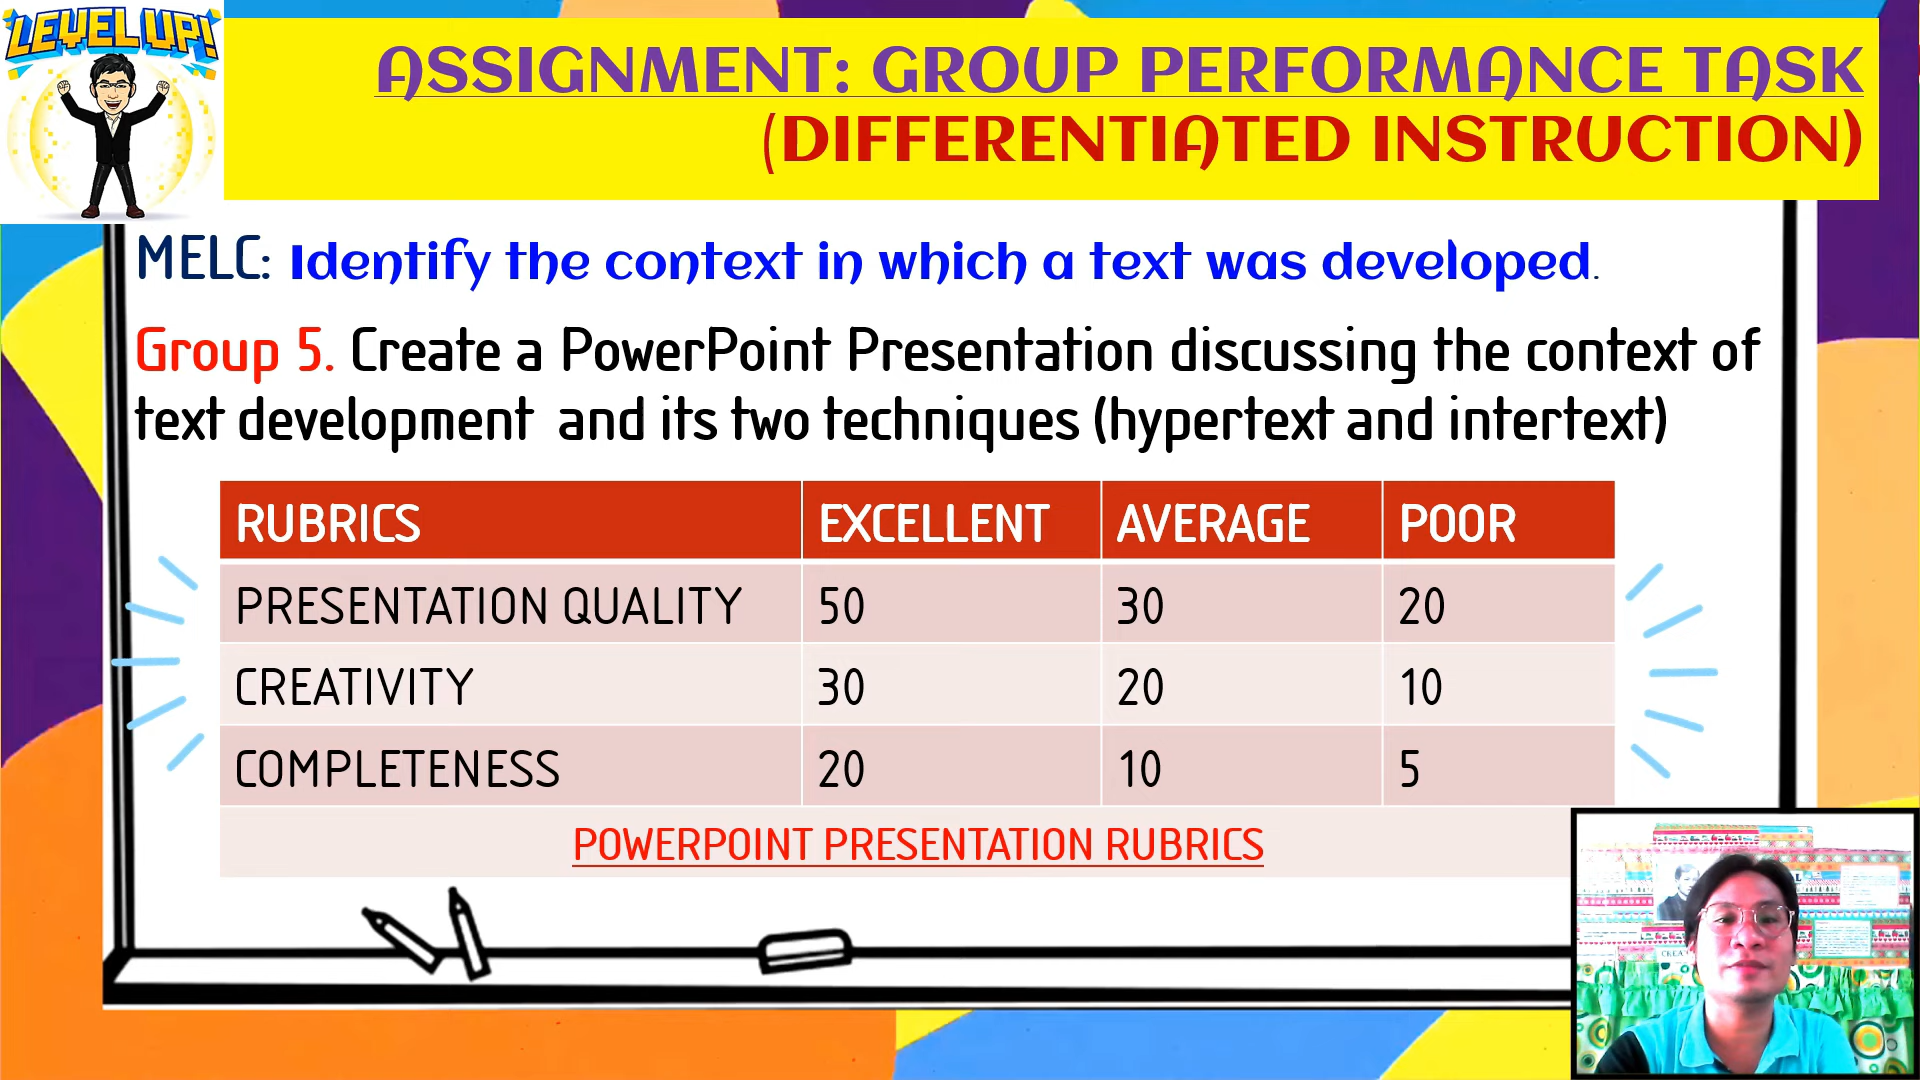 LEVEL UP!
ASSIGNMENT: GROUP PERFORMANCE TASK
(DIFFERENTIATED INSTRUCTION)
MELC: Identify the context in which a text was developed.
Group 5. Create a PowerPoint Presentation discussing the context of
text development and its two techniques (hypertext and intertext)
RUBRICS EXCELLENT AVERAGE POOR
PRESENTATION QUALITY 50 30 20
CREATIVITY 30 20 10
COMPLETENESS 20 10 5
POWERPOINT PRESENTATION RUBRICS